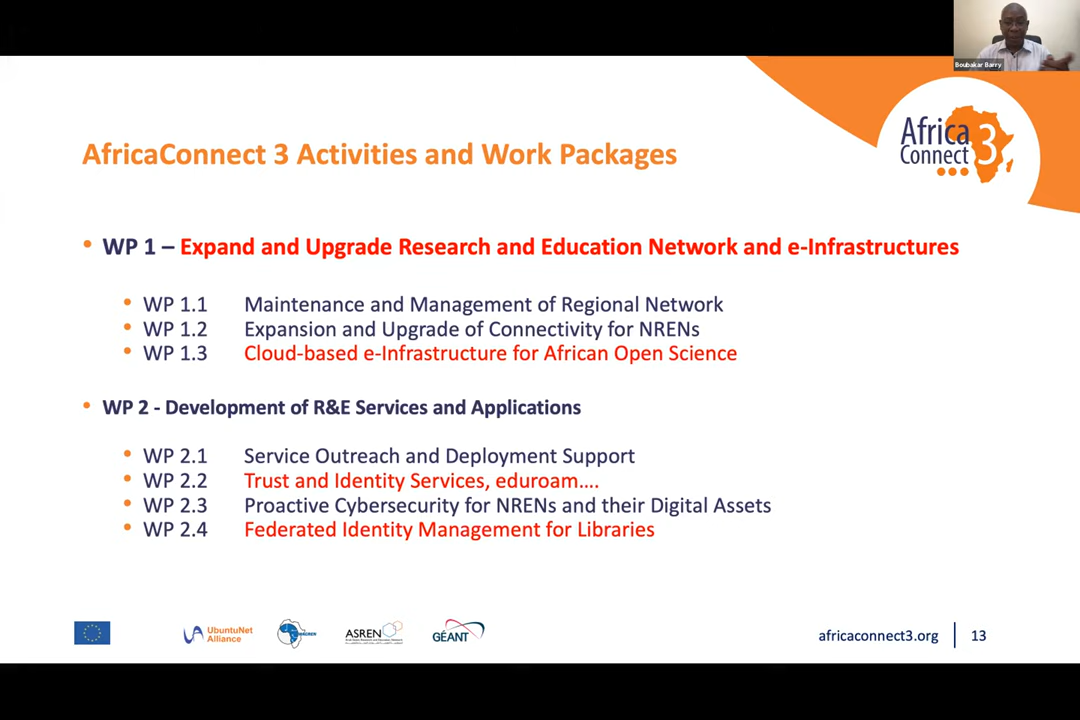 Boubakar Barry
Africa
Connect
3
AfricaConnect 3 Activities and Work Packages
• WP 1 – Expand and Upgrade Research and Education Network and e-Infrastructures
• WP 1.1 Maintenance and Management of Regional Network
• WP 1.2 Expansion and Upgrade of Connectivity for NRENs
• WP 1.3 Cloud-based e-Infrastructure for African Open Science
• WP 2 - Development of R&E Services and Applications
• WP 2.1 Service Outreach and Deployment Support
• WP 2.2 Trust and Identity Services, eduroam....
• WP 2.3 Proactive Cybersecurity for NRENs and their Digital Assets
• WP 2.4 Federated Identity Management for Libraries
UbuntuNet
Alliance
WACREN
ASREN
GÉANT
africaconnect3.org
13